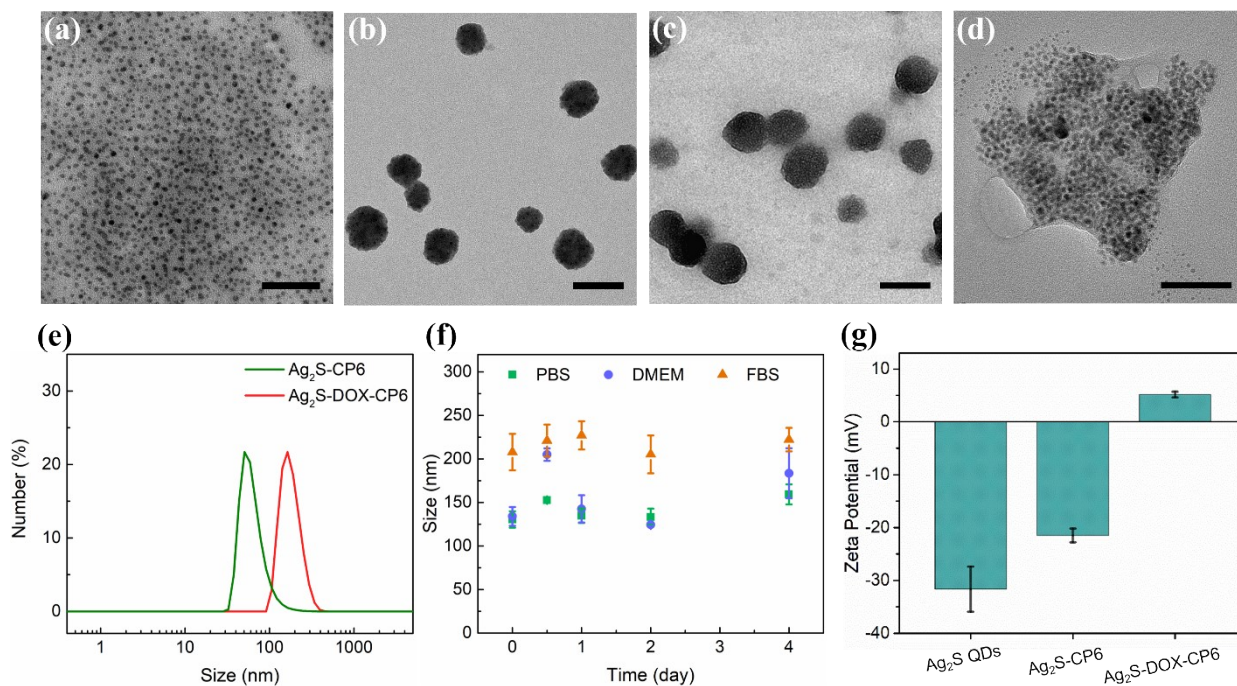 (a)
(b)
(c)
(d)
(e)
Ag₂S-CP6
Ag₂S-DOX-CP6
Number (%)
30
20
10
0
1
10
100
1000
Size (nm)
(f)
PBS DMEM FBS
Size (nm)
300
250
200
150
100
50
0
0 1 2 3 4
Time (day)
(g)
Zeta Potential (mV)
10
0
-10
-20
-30
-40
Ag₂S QDs
Ag₂S-CP6
Ag₂S-DOX-CP6